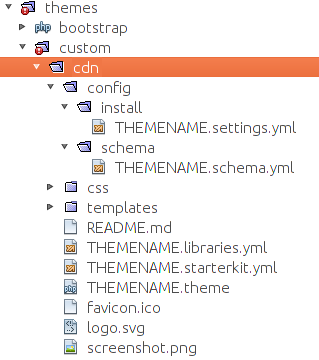 themes
bootstrap
custom
cdn
config
install
THEMENAME.settings.yml
schema
THEMENAME.schema.yml
css
templates
README.md
THEMENAME.libraries.yml
THEMENAME.starterkit.yml
THEMENAME.theme
favicon.ico
logo.svg
screenshot.png